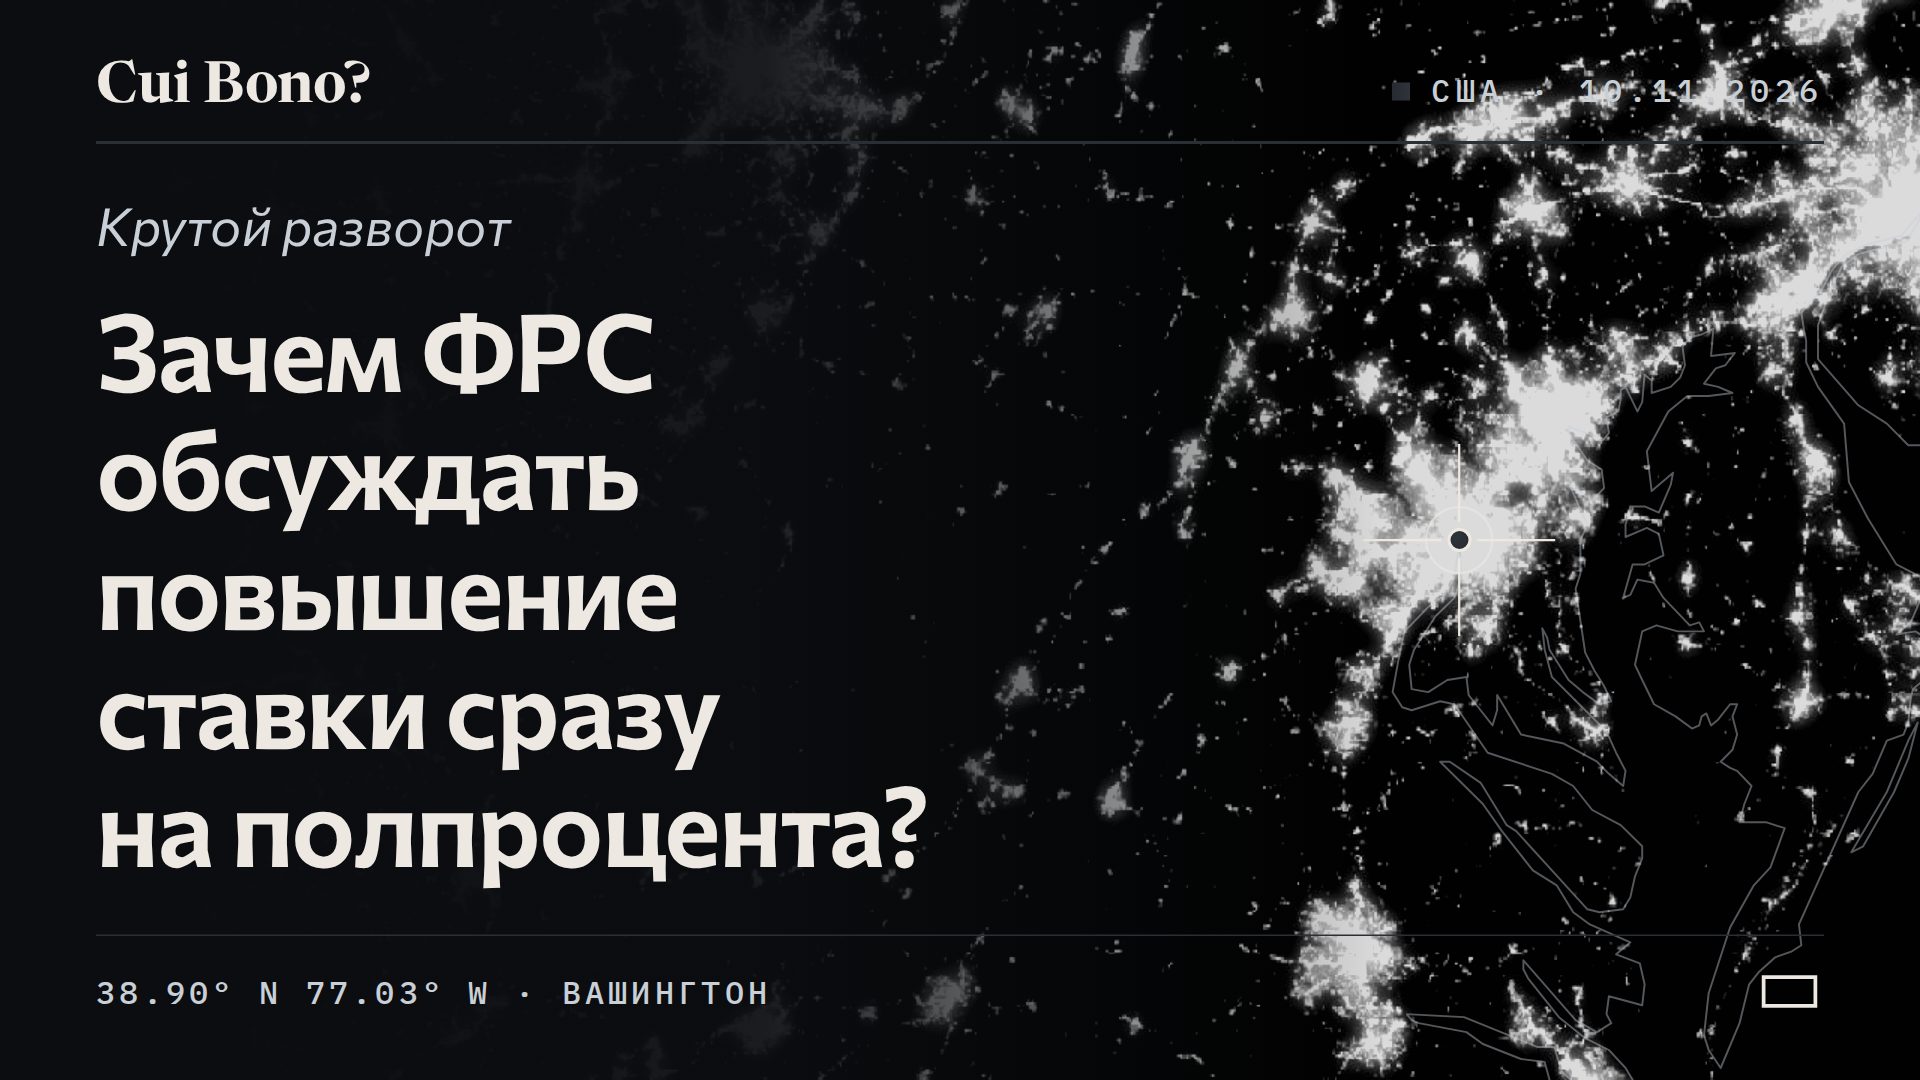 Cui Bono?
США · 10.11.2026
Крутой разворот
Зачем ФРС
обсуждать
повышение
ставки сразу
на полпроцента?
38.90° N 77.03° W · ВАШИНГТОН